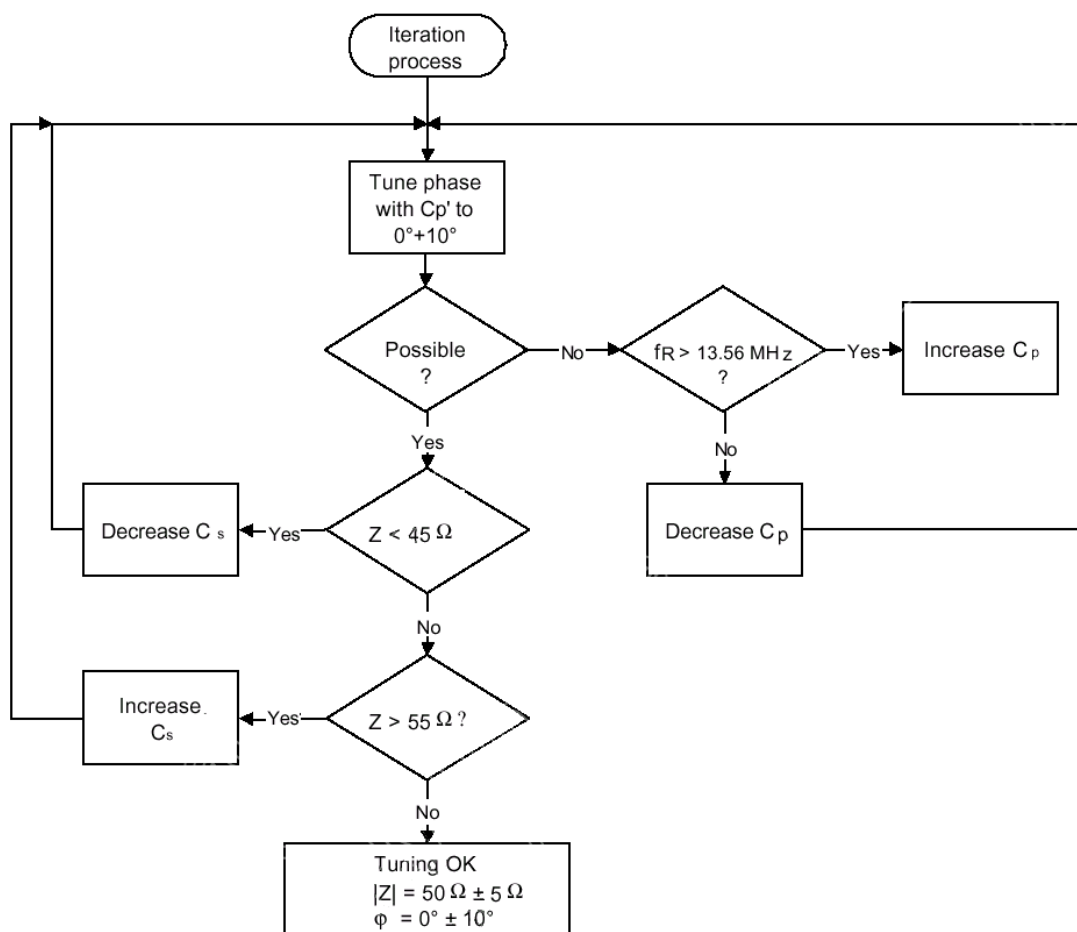 Iteration
process
Tune phase
with Cp' to
0°+10°
Possible
?
No
fR > 13.56 MHz
?
Yes
Increase Cp
Yes
No
Decrease Cs
Yes
Z < 45 Ω
Decrease Cp
No
Increase.
Cs
Yes
Z > 55 Ω ?
No
Tuning OK
|Z| = 50 Ω ± 5 Ω
φ = 0° ± 10°